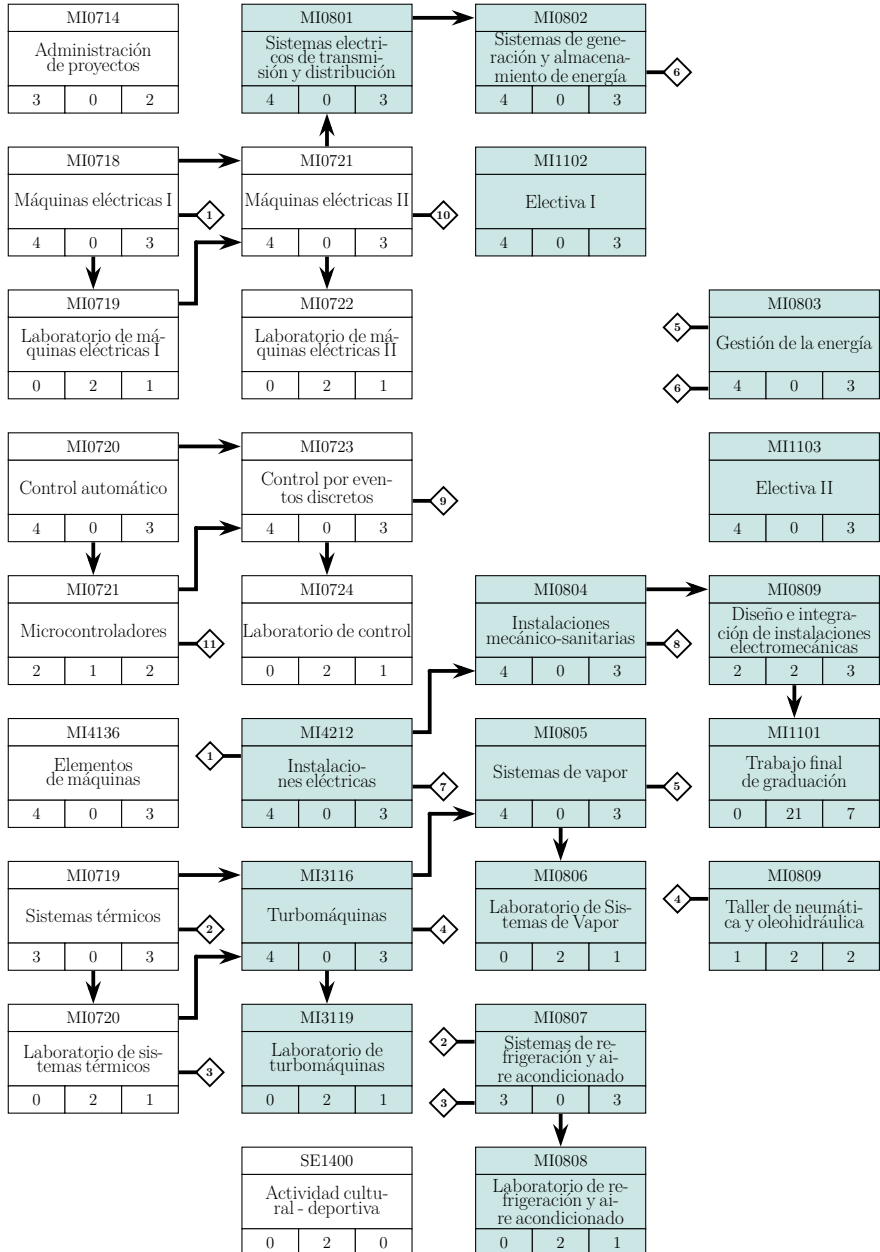 MI0714
Administración
de proyectos
3 0 2
MI0718
Máquinas eléctricas I
4 0 3
1
MI0719
Laboratorio de má-
quinas eléctricas I
0 2 1
MI0720
Control automático
4 0 3
MI0721
Microcontroladores
2 1 2
11
MI4136
Elementos
de máquinas
4 0 3
MI0719
Sistemas térmicos
3 0 3
2
MI0720
Laboratorio de sis-
temas térmicos
0 2 1
3
MI0801
Sistemas electri-
cos de transmi-
sión y distribución
4 0 3
MI0721
Máquinas eléctricas II
4 0 3
10
MI0722
Laboratorio de má-
quinas eléctricas II
0 2 1
MI0723
Control por even-
tos discretos
4 0 3
9
MI0724
Laboratorio de control
0 2 1
1
MI4212
Instalacio-
nes eléctricas
4 0 3
7
MI3116
Turbomáquinas
4 0 3
4
MI3119
Laboratorio de
turbomáquinas
0 2 1
SE1400
Actividad cultu-
ral - deportiva
0 2 0
MI0802
Sistemas de gene-
ración y almacena-
miento de energía
4 0 3
6
MI1102
Electiva I
4 0 3
MI0804
Instalaciones
mecánico-sanitarias
4 0 3
8
MI0805
Sistemas de vapor
4 0 3
5
MI0806
Laboratorio de Sis-
temas de Vapor
0 2 1
2
3
MI0807
Sistemas de re-
frigeración y ai-
re acondicionado
3 0 3
MI0808
Laboratorio de re-
frigeración y ai-
re acondicionado
0 2 1
5
6
MI0803
Gestión de la energía
4 0 3
MI1103
Electiva II
4 0 3
MI0809
Diseño e integra-
ción de instalaciones
electromecánicas
2 2 3
MI1101
Trabajo final
de graduación
0 21 7
4
MI0809
Taller de neumáti-
ca y oleohidráulica
1 2 2